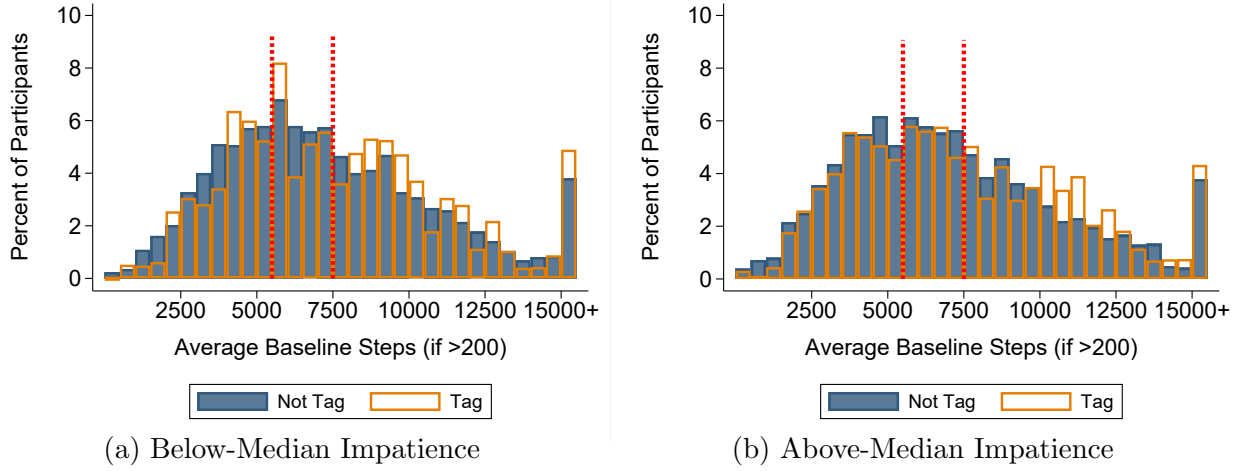 Percent of Participants
10
8
6
4
2
0
2500 5000 7500 10000 12500 15000+
Average Baseline Steps (if >200)
Not Tag Tag
(a) Below-Median Impatience
Percent of Participants
10
8
6
4
2
0
2500 5000 7500 10000 12500 15000+
Average Baseline Steps (if >200)
Not Tag Tag
(b) Above-Median Impatience